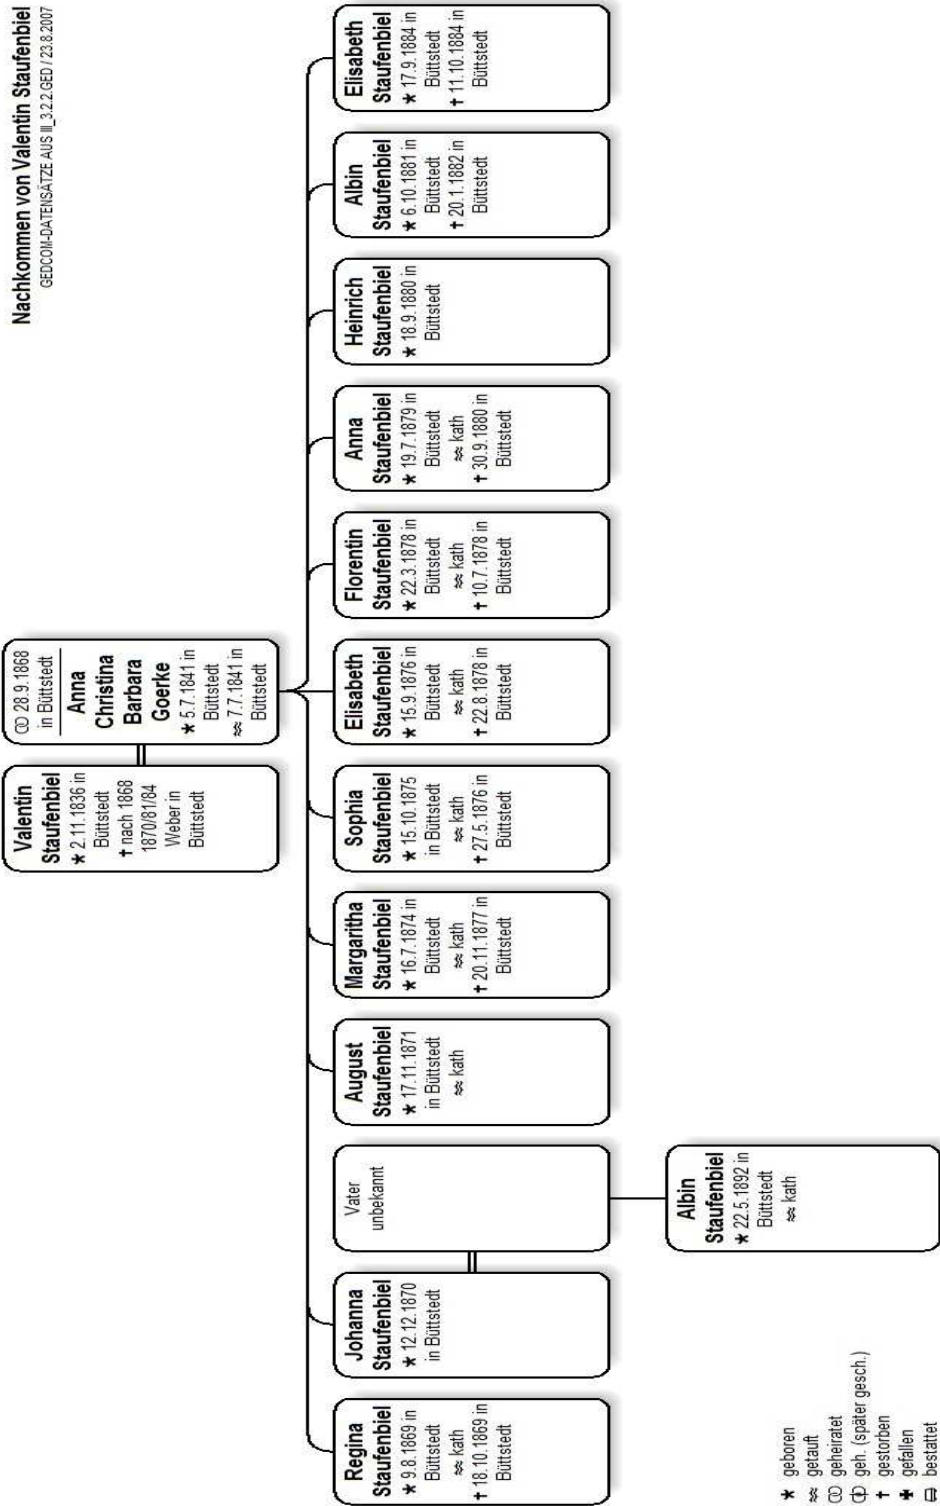 Nachkommen von Valentin Staufenbiel
GEDCOM-DATENSÄTZE AUS III_3.2.2.GED / 23.8.2007
Valentin
Staufenbiel
★ 2.11.1836 in
Büttstedt
† nach 1868
1870/81/84
Weber in
Büttstedt
⚭ 28.9.1868
in Büttstedt
Anna
Christina
Barbara
Goerke
★ 5.7.1841 in
Büttstedt
≈ 7.7.1841 in
Büttstedt
Regina
Staufenbiel
★ 9.8.1869 in
Büttstedt
≈ kath
† 18.10.1869 in
Büttstedt
Johanna
Staufenbiel
★ 12.12.1870
in Büttstedt
Vater
unbekannt
August
Staufenbiel
★ 17.11.1871
in Büttstedt
≈ kath
Margaritha
Staufenbiel
★ 16.7.1874 in
Büttstedt
≈ kath
† 20.11.1877 in
Büttstedt
Sophia
Staufenbiel
★ 15.10.1875
in Büttstedt
≈ kath
† 27.5.1876 in
Büttstedt
Elisabeth
Staufenbiel
★ 15.9.1876 in
Büttstedt
≈ kath
† 22.8.1878 in
Büttstedt
Florentin
Staufenbiel
★ 22.3.1878 in
Büttstedt
≈ kath
† 10.7.1878 in
Büttstedt
Anna
Staufenbiel
★ 19.7.1879 in
Büttstedt
≈ kath
† 30.9.1880 in
Büttstedt
Heinrich
Staufenbiel
★ 18.9.1880 in
Büttstedt
Albin
Staufenbiel
★ 6.10.1881 in
Büttstedt
† 20.1.1882 in
Büttstedt
Elisabeth
Staufenbiel
★ 17.9.1884 in
Büttstedt
† 11.10.1884 in
Büttstedt
Albin
Staufenbiel
★ 22.5.1892 in
Büttstedt
≈ kath
★ geboren
≈ getauft
⚭ geheiratet
⚮ geh. (später gesch.)
† gestorben
✚ gefallen
⊟ bestattet